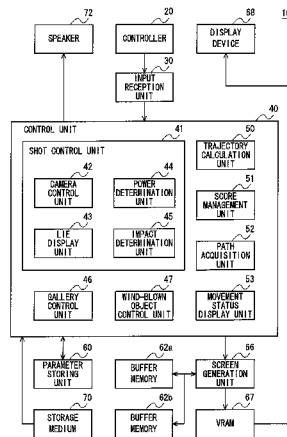 72
20
68
10
SPEAKER
CONTROLLER
DISPLAY
DEVICE
30
INPUT
RECEPTION
UNIT
40
CONTROL UNIT
41
SHOT CONTROL UNIT
42
CAMERA
CONTROL
UNIT
44
POWER
DETERMINATION
UNIT
43
LIE
DISPLAY
UNIT
45
IMPACT
DETERMINATION
UNIT
50
TRAJECTORY
CALCULATION
UNIT
51
SCORE
MANAGEMENT
UNIT
52
PATH
ACQUISITION
UNIT
46
GALLERY
CONTROL
UNIT
47
WIND-BLOWN
OBJECT
CONTROL UNIT
53
MOVEMENT
STATUS
DISPLAY UNIT
60
PARAMETER
STORING
UNIT
62a
BUFFER
MEMORY
66
SCREEN
GENERATION
UNIT
70
STORAGE
MEDIUM
62b
BUFFER
MEMORY
67
VRAM